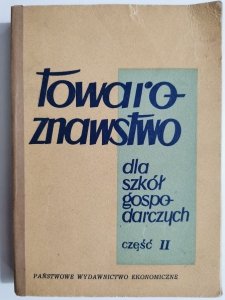 towaro-
znawstwo
dla
szkół
gospo-
darczych
część II
PAŃSTWOWE WYDAWNICTWO EKONOMICZNE